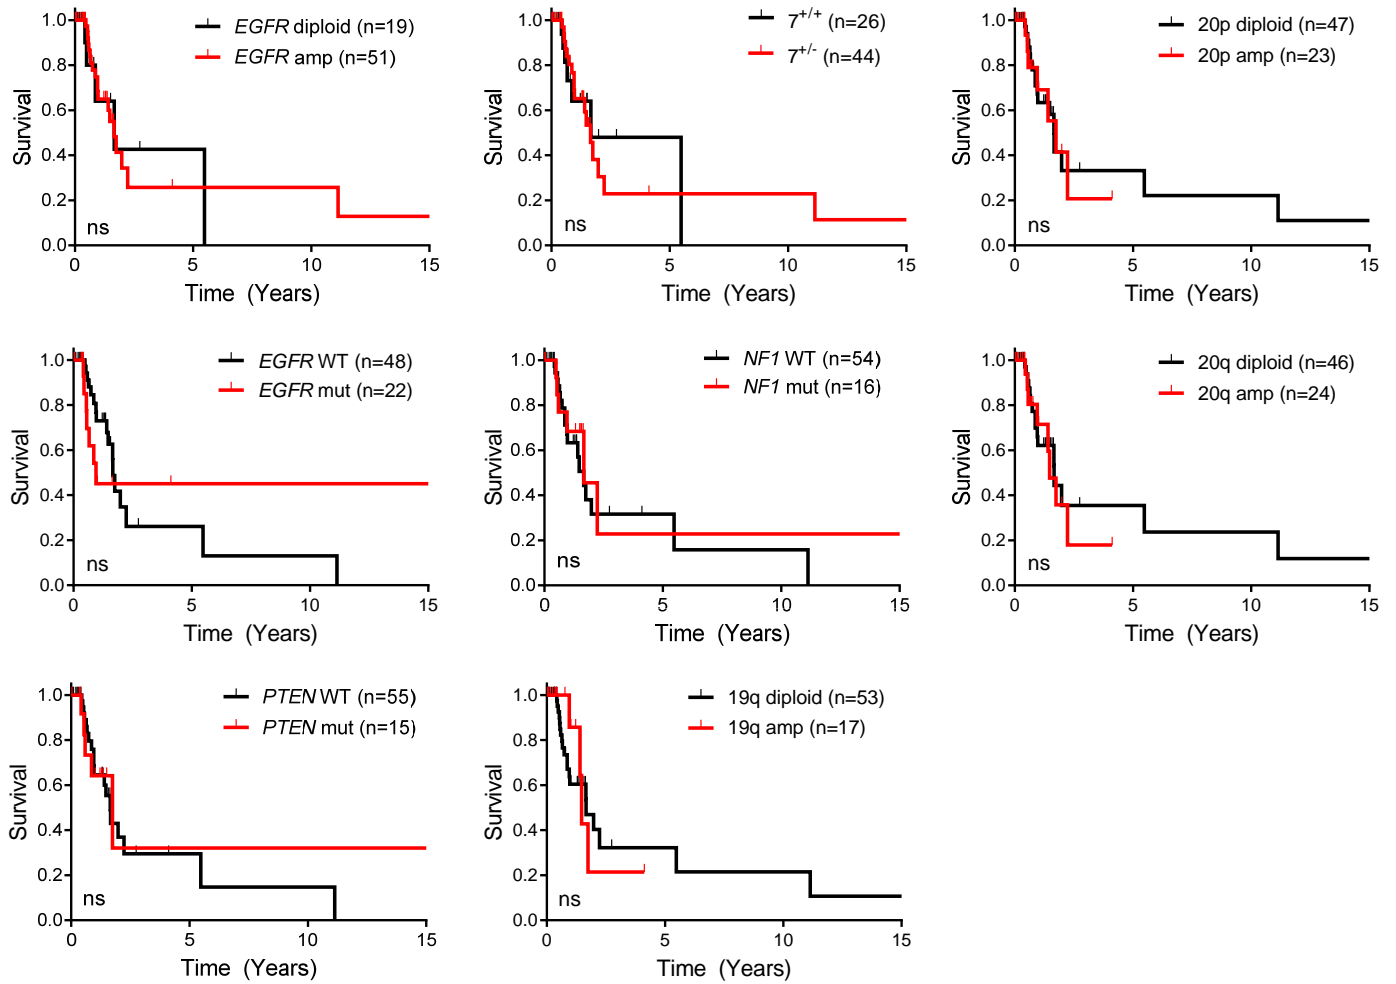 1.0
0.8
0.6
0.4
0.2
0.0
Survival
EGFR diploid (n=19)
EGFR amp (n=51)
ns
0 5 10 15
Time (Years)
1.0
0.8
0.6
0.4
0.2
0.0
Survival
7+/+ (n=26)
7+/- (n=44)
ns
0 5 10 15
Time (Years)
1.0
0.8
0.6
0.4
0.2
0.0
Survival
20p diploid (n=47)
20p amp (n=23)
ns
0 5 10 15
Time (Years)
1.0
0.8
0.6
0.4
0.2
0.0
Survival
EGFR WT (n=48)
EGFR mut (n=22)
ns
0 5 10 15
Time (Years)
1.0
0.8
0.6
0.4
0.2
0.0
Survival
NF1 WT (n=54)
NF1 mut (n=16)
ns
0 5 10 15
Time (Years)
1.0
0.8
0.6
0.4
0.2
0.0
Survival
20q diploid (n=46)
20q amp (n=24)
ns
0 5 10 15
Time (Years)
1.0
0.8
0.6
0.4
0.2
0.0
Survival
PTEN WT (n=55)
PTEN mut (n=15)
ns
0 5 10 15
Time (Years)
1.0
0.8
0.6
0.4
0.2
0.0
Survival
19q diploid (n=53)
19q amp (n=17)
ns
0 5 10 15
Time (Years)